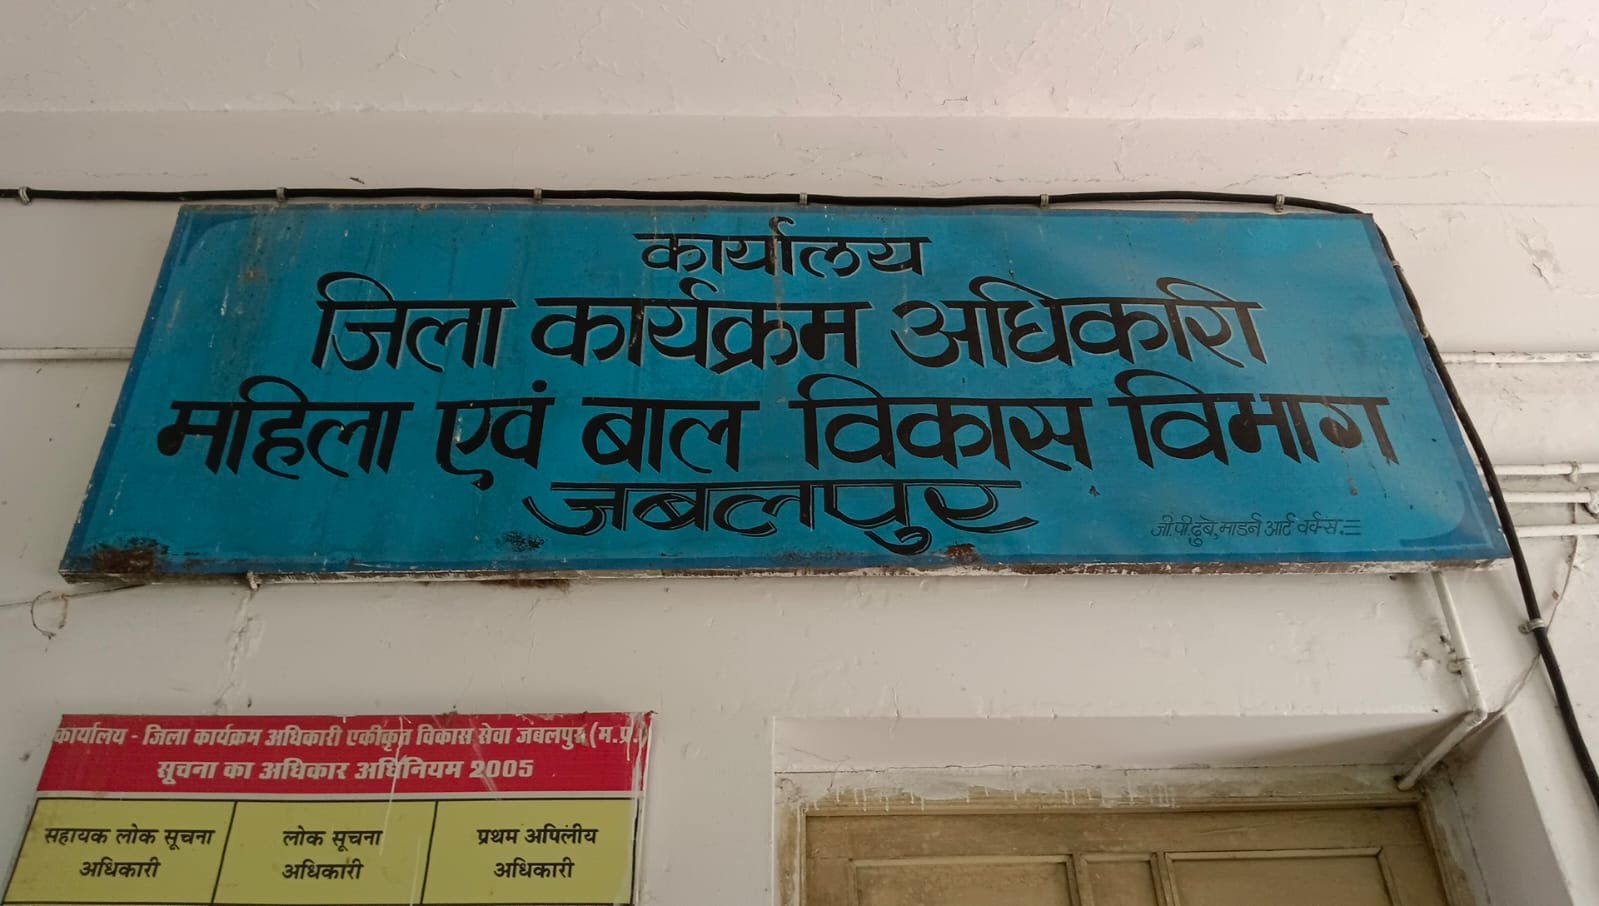 कार्यालय
जिला कार्यक्रम अधिकारी
महिला एवं बाल विकास विभाग
जबलपुर
जी.पी.दुबे, माडर्न आर्ट वर्क्स.
कार्यालय - जिला कार्यक्रम अधिकारी एकीकृत विकास सेवा जबलपुर (म.प्र.)
सूचना का अधिकार अधिनियम 2005
सहायक लोक सूचना अधिकारी
लोक सूचना अधिकारी
प्रथम अपिलीय अधिकारी